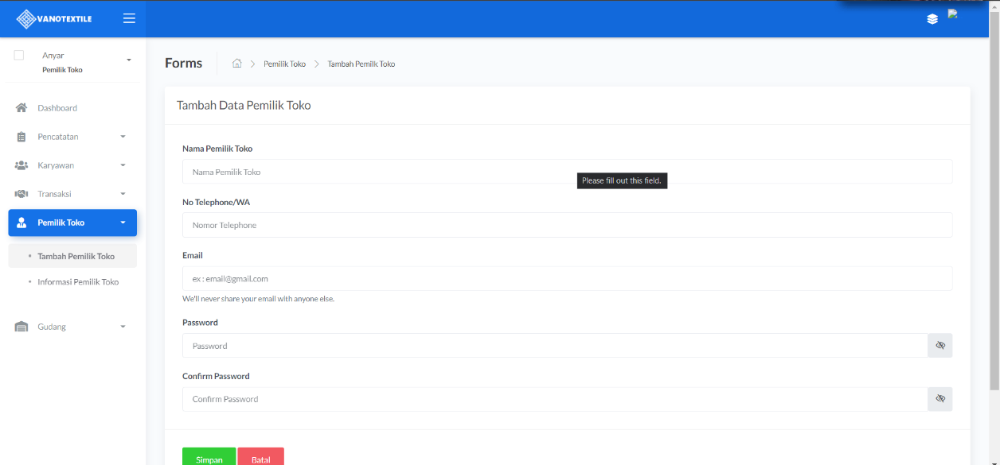 VANOTEXTILE
Anyar
Pemilik Toko
Dashboard
Pencatatan
Karyawan
Transaksi
Pemilik Toko
Tambah Pemilik Toko
Informasi Pemilik Toko
Gudang
Forms
Pemilik Toko
Tambah Pemilik Toko
Tambah Data Pemilik Toko
Nama Pemilik Toko
Nama Pemilik Toko
Please fill out this field.
No Telephone/WA
Nomor Telephone
Email
ex : email@gmail.com
We'll never share your email with anyone else.
Password
Password
Confirm Password
Confirm Password
Simpan
Batal